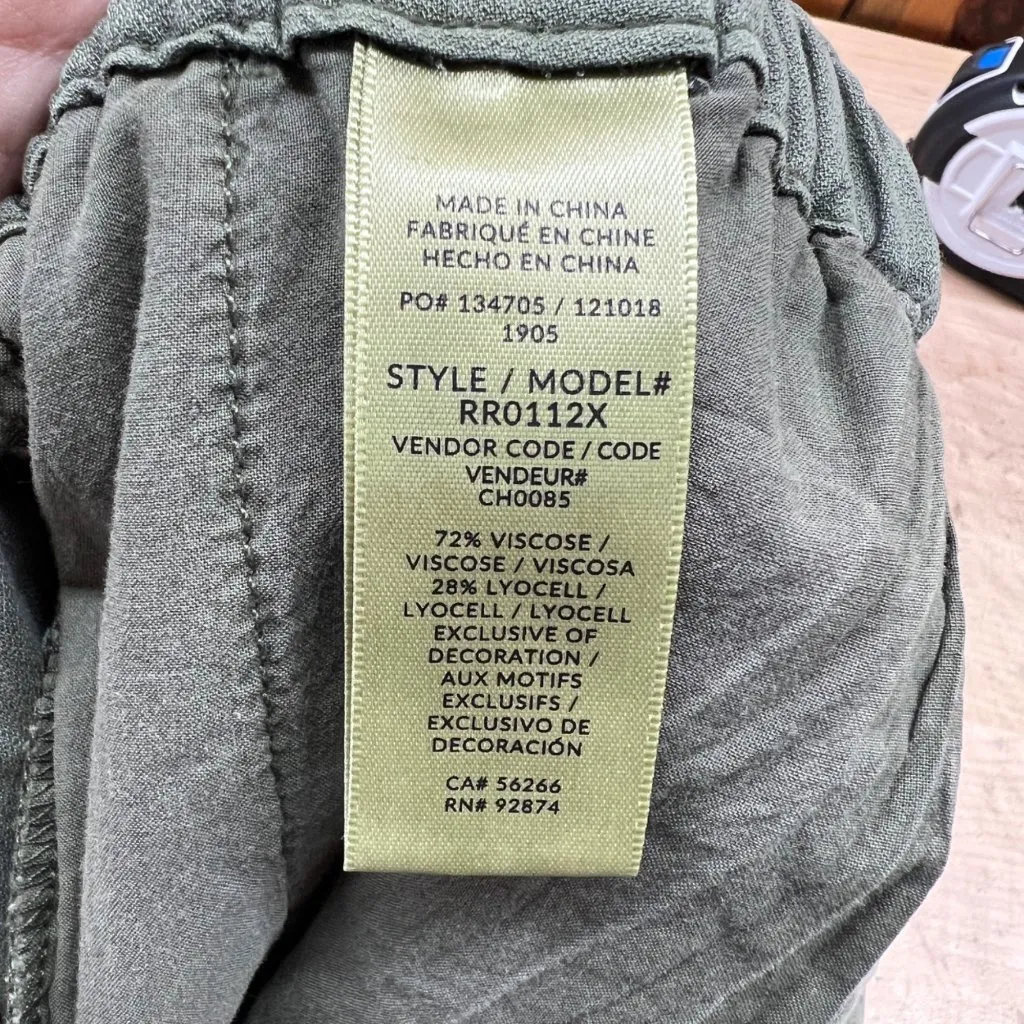 MADE IN CHINA
FABRIQUÉ EN CHINE
HECHO EN CHINA
PO# 134705 / 121018
1905
STYLE / MODEL#
RR0112X
VENDOR CODE / CODE
VENDEUR#
CH0085
72% VISCOSE /
VISCOSE / VISCOSA
28% LYOCELL /
LYOCELL / LYOCELL
EXCLUSIVE OF
DECORATION /
AUX MOTIFS
EXCLUSIFS /
EXCLUSIVO DE
DECORACIÓN
CA# 56266
RN# 92874